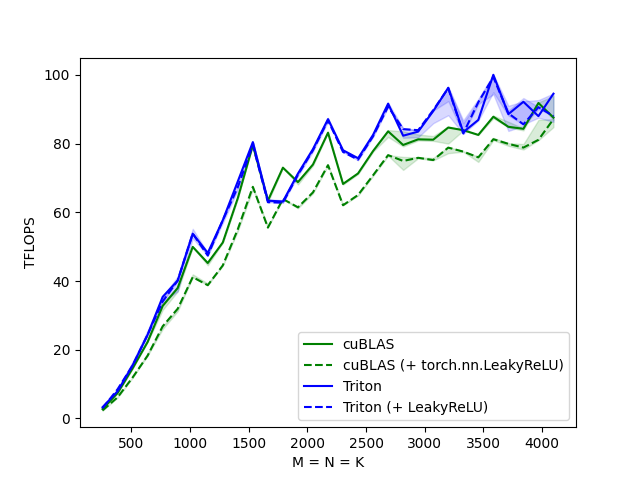 100
80
60
40
20
0
TFLOPS
cuBLAS
cuBLAS (+ torch.nn.LeakyReLU)
Triton
Triton (+ LeakyReLU)
500 1000 1500 2000 2500 3000 3500 4000
M = N = K